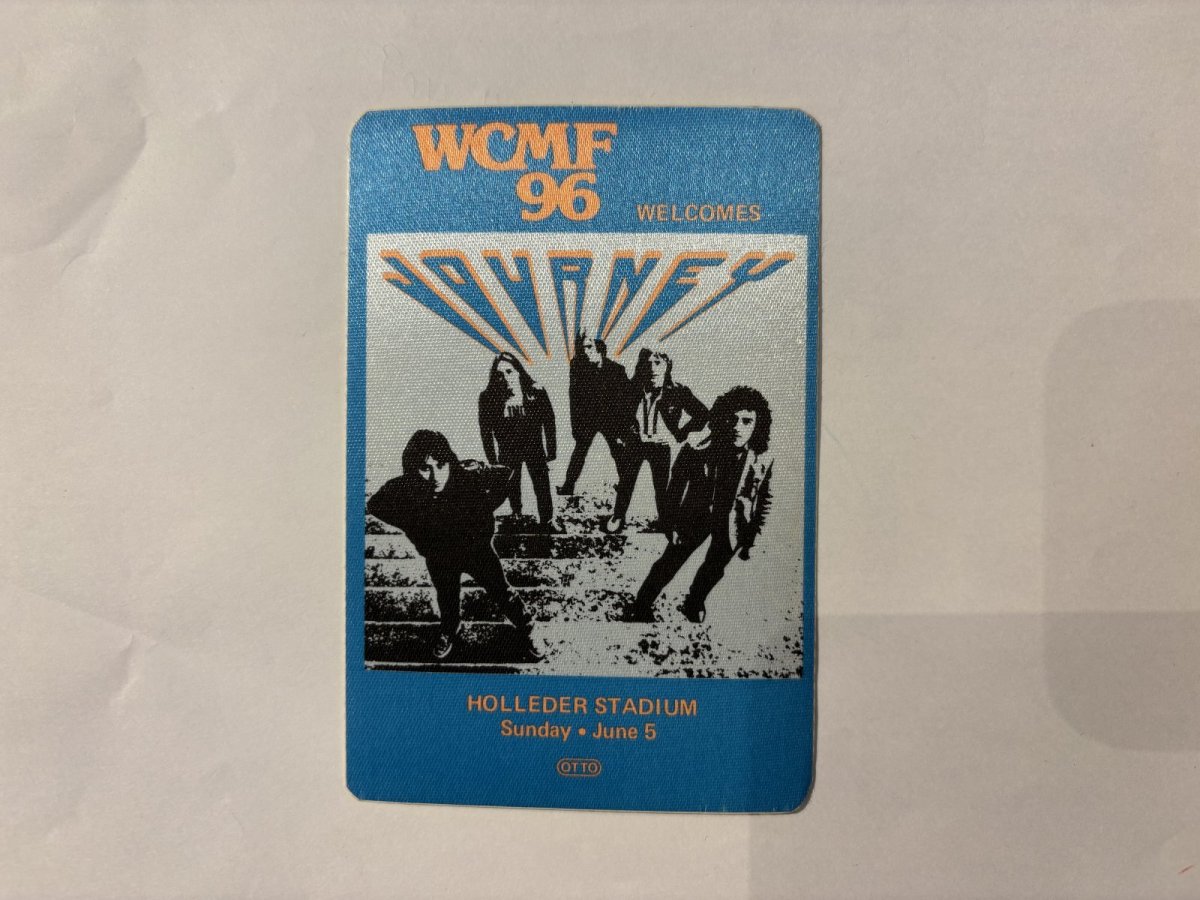 WCMF
96
WELCOMES
JOURNEY
HOLLEDER STADIUM
Sunday • June 5
OTTO